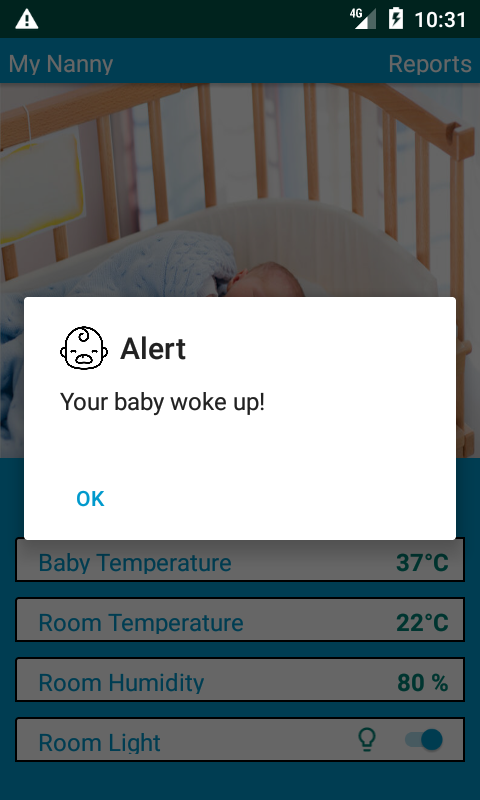 4G 10:31
My Nanny Reports
Alert
Your baby woke up!
OK
Baby Temperature 37°C
Room Temperature 22°C
Room Humidity 80 %
Room Light